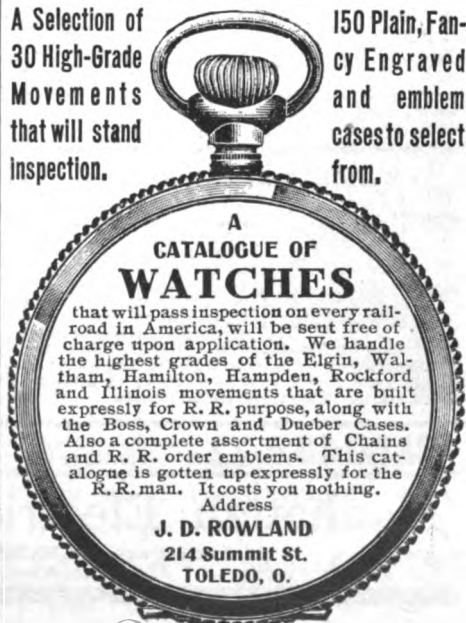 A Selection of
30 High-Grade
Movements
that will stand
inspection.
150 Plain, Fan-
cy Engraved
and emblem
cases to select
from.
A
CATALOGUE OF
WATCHES
that will pass inspection on every rail-
road in America, will be sent free of
charge upon application. We handle
the highest grades of the Elgin, Wal-
tham, Hamilton, Hampden, Rockford
and Illinois movements that are built
expressly for R. R. purpose, along with
the Boss, Crown and Dueber Cases.
Also a complete assortment of Chains
and R. R. order emblems. This cat-
alogue is gotten up expressly for the
R. R. man. It costs you nothing.
Address
J. D. ROWLAND
214 Summit St.
TOLEDO, O.